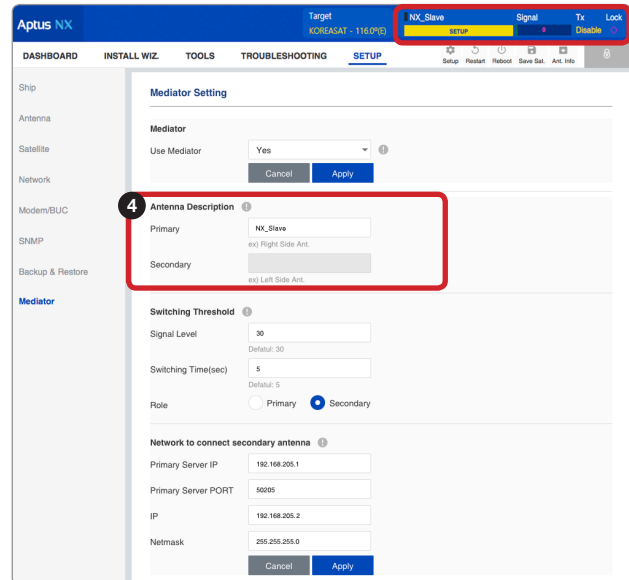 Aptus NX
Target
KOREASAT - 116.0º(E)
NX_Slave Signal Tx Lock
SETUP 0 Disable
DASHBOARD INSTALL WIZ. TOOLS TROUBLESHOOTING SETUP
Setup Restart Reboot Save Sat. Ant. Info
Ship
Antenna
Satellite
Network
Modem/BUC
SNMP
Backup & Restore
Mediator
Mediator Setting
Mediator
Use Mediator Yes
Cancel Apply
4
Antenna Description
Primary NX_Slave
ex) Right Side Ant.
Secondary
ex) Left Side Ant.
Switching Threshold
Signal Level 30
Defatul: 30
Switching Time(sec) 5
Defatul: 5
Role Primary Secondary
Network to connect secondary antenna
Primary Server IP 192.168.205.1
Primary Server PORT 50205
IP 192.168.205.2
Netmask 255.255.255.0
Cancel Apply